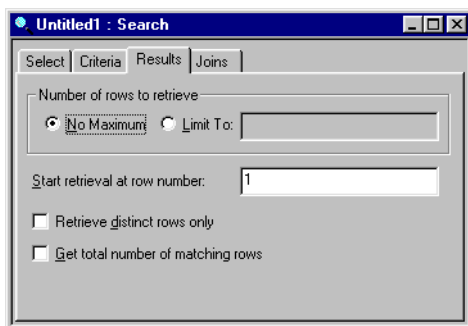 Untitled1 : Search
Select Criteria Results Joins
Number of rows to retrieve
No Maximum Limit To:
Start retrieval at row number: 1
Retrieve distinct rows only
Get total number of matching rows